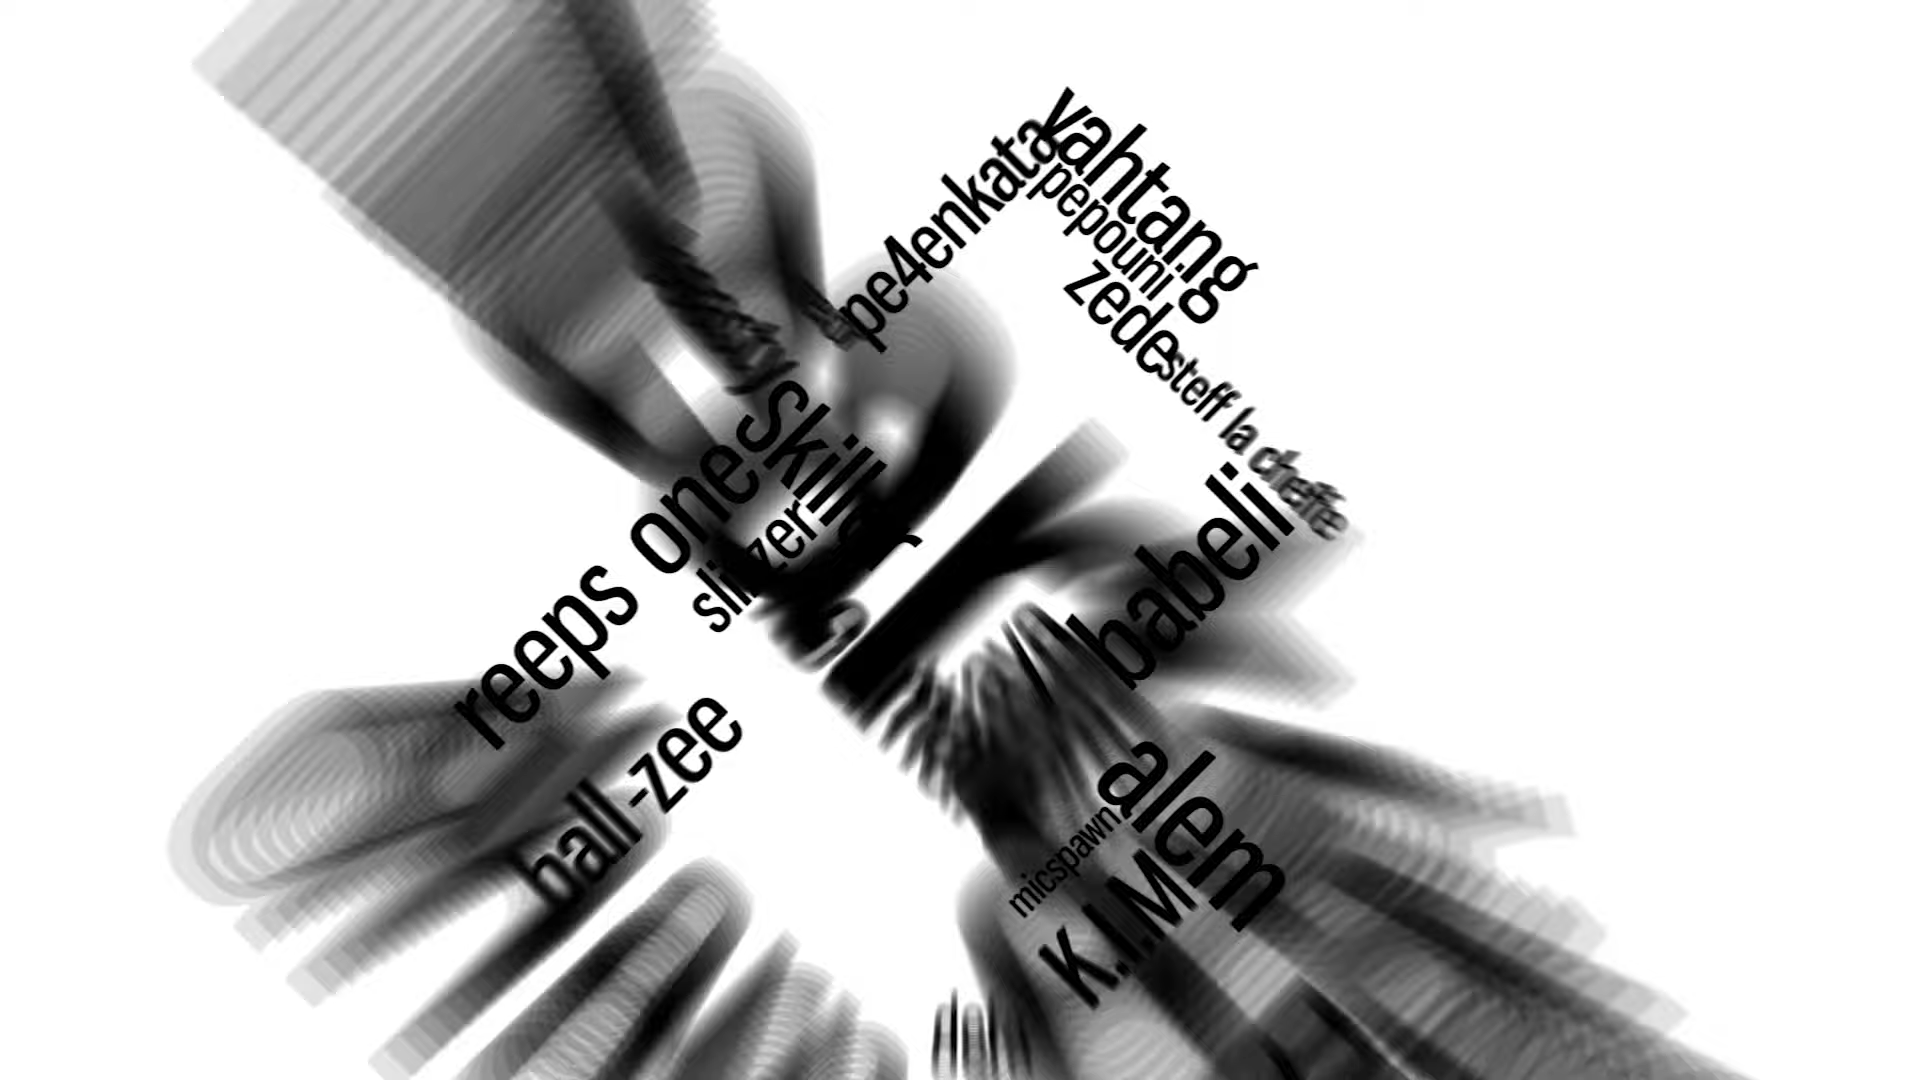 vahtang
pe4enkata
pepouni
zede
steff la cheffe
skiller
reeps one
slizzer
babeli
ball-zee
alem
micspawn
K.I.M